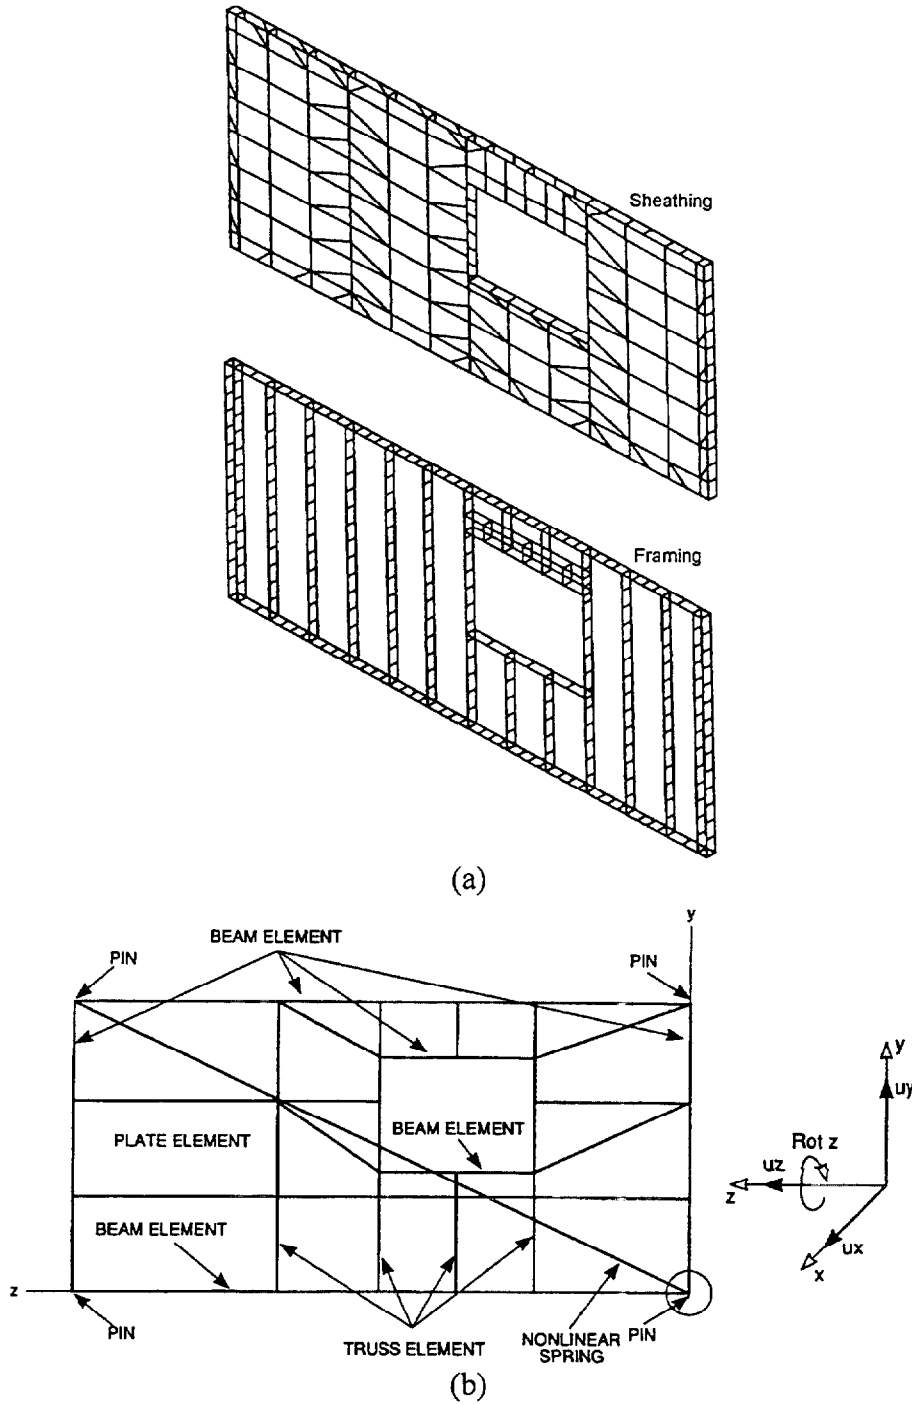 Sheathing
Framing
(a)
y
BEAM ELEMENT
PIN
PIN
y
uy
PLATE ELEMENT
BEAM ELEMENT
Rot z
uz
z
BEAM ELEMENT
ux
x
z
PIN
TRUSS ELEMENT
NONLINEAR
SPRING
PIN
(b)